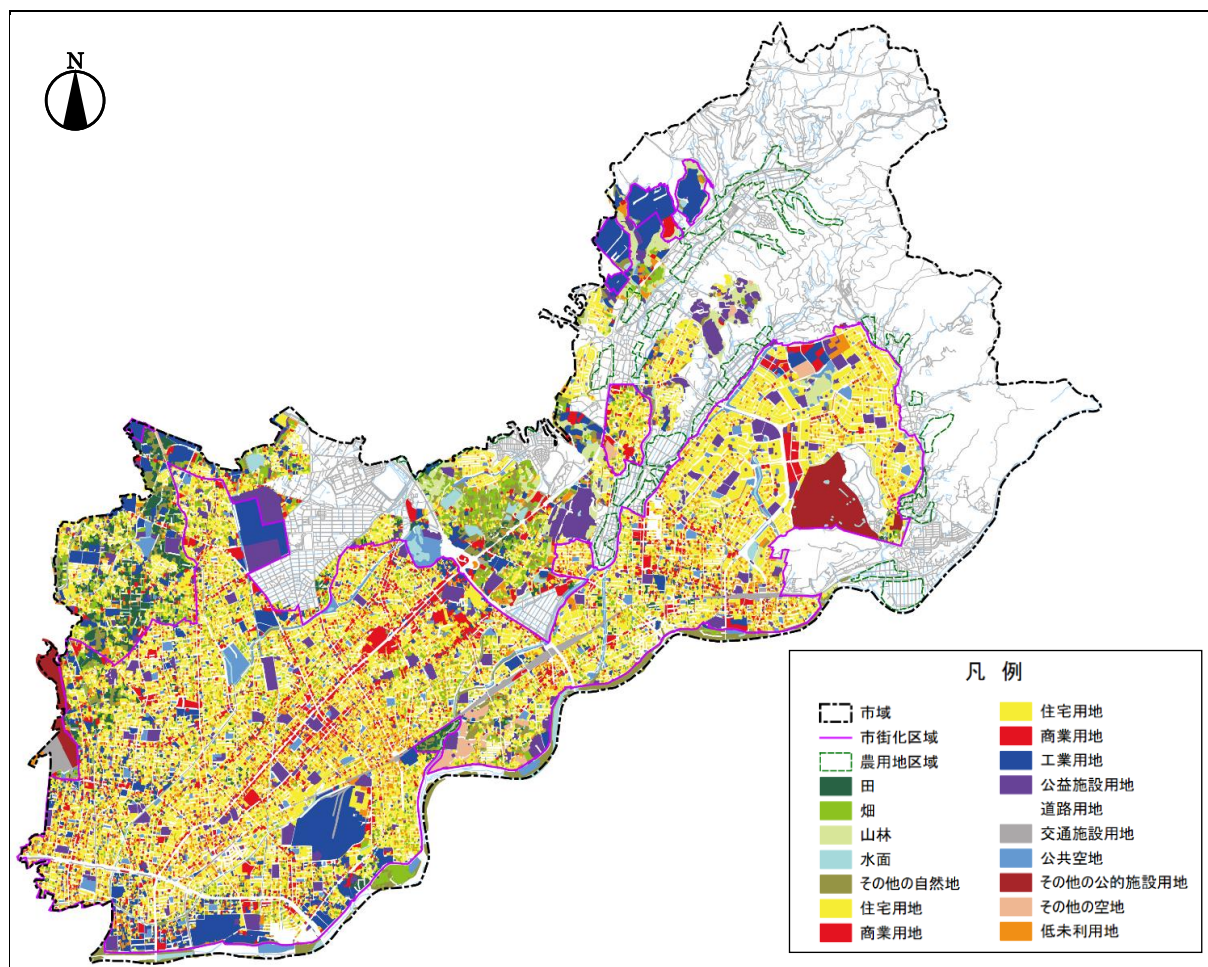 N
凡 例
市域
市街化区域
農用地区域
田
畑
山林
水面
その他の自然地
住宅用地
商業用地
住宅用地
商業用地
工業用地
公益施設用地
道路用地
交通施設用地
公共空地
その他の公的施設用地
その他の空地
低未利用地